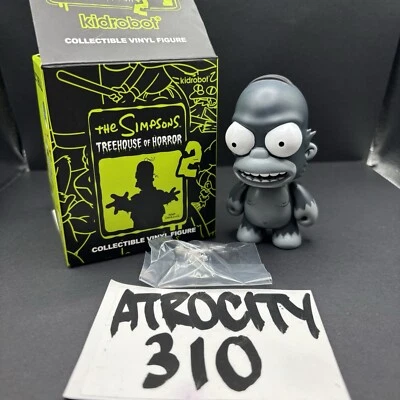 kidrobot
COLLECTIBLE VINYL FIGURE
kidrobot
the SIMPSONS
TREEHOUSE OF HORROR
2
COLLECTIBLE VINYL FIGURE
ATROCITY
310